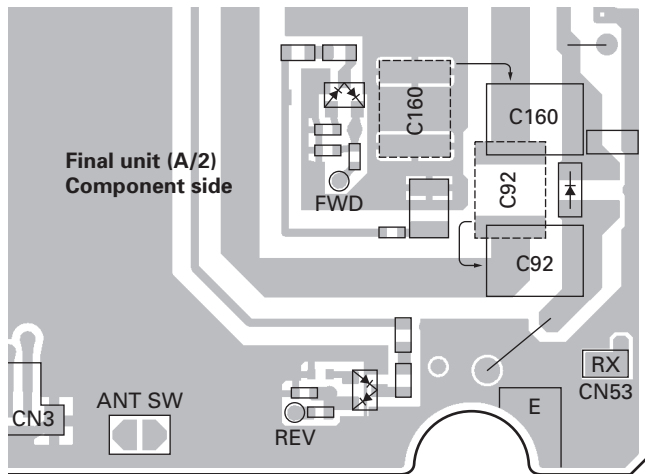 C160
C160
Final unit (A/2)
Component side
C92
FWD
C92
RX
CN53
ANT SW
CN3
E
REV